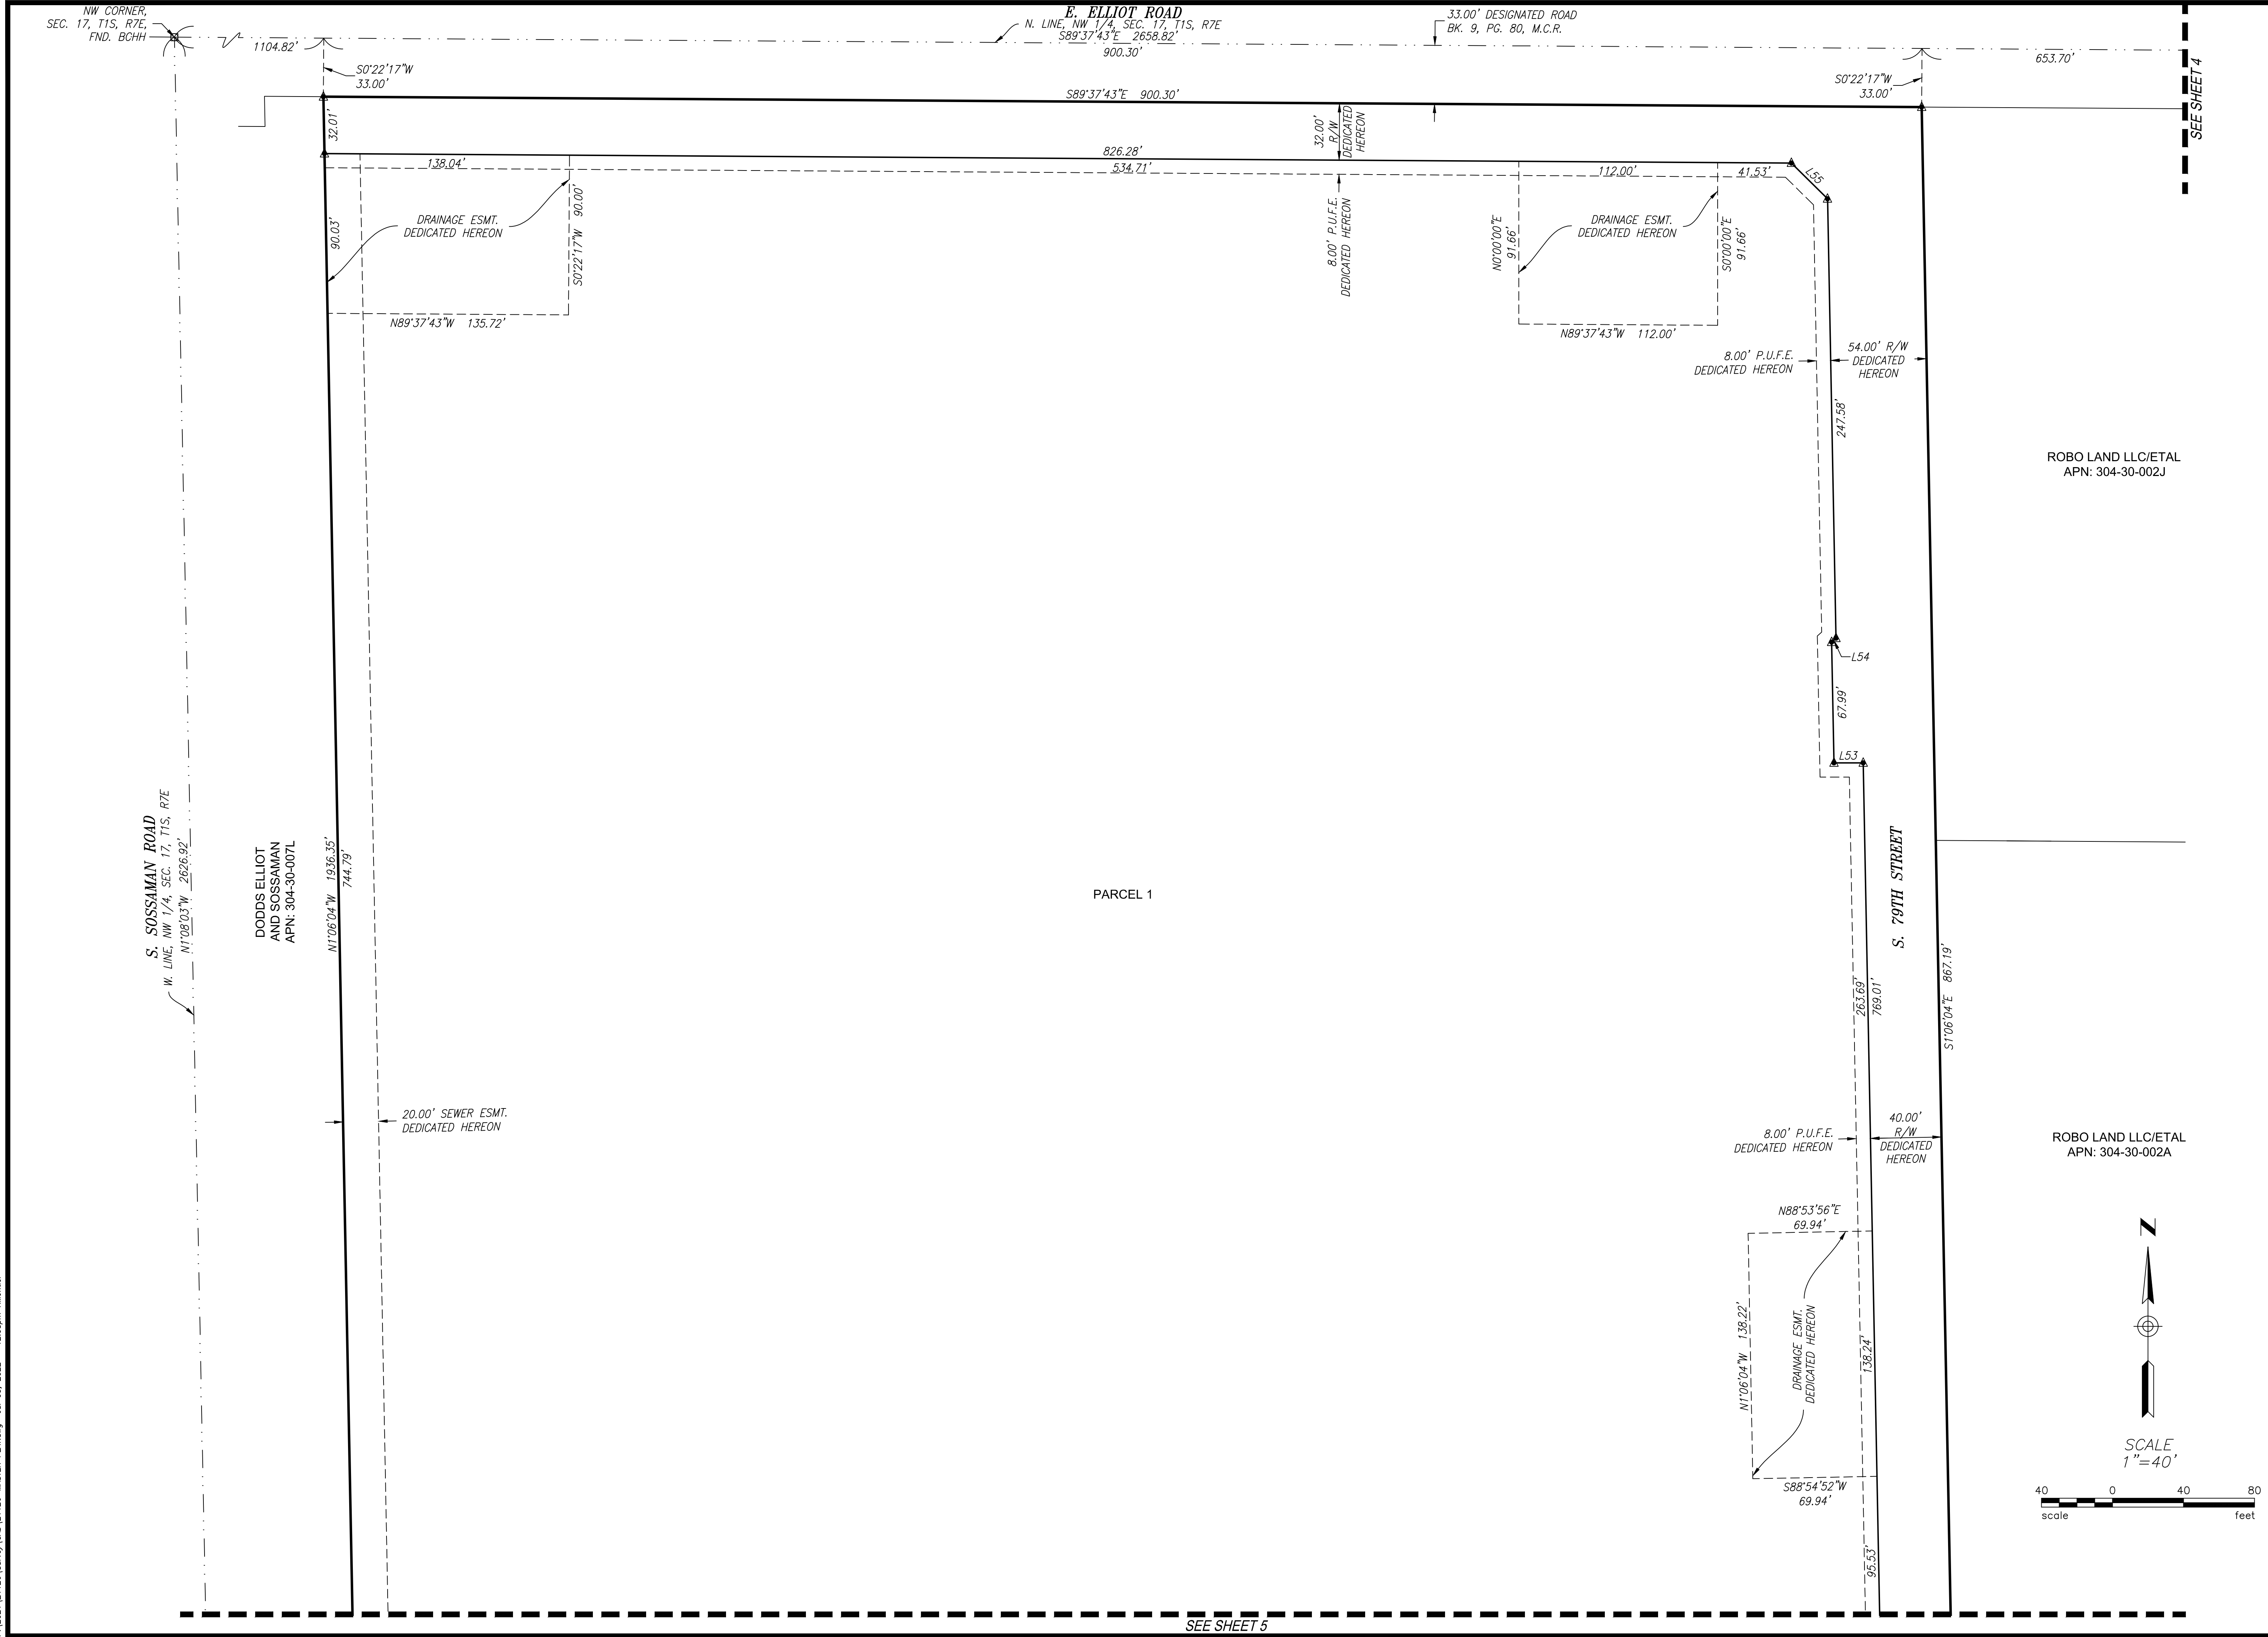 NW CORNER,
SEC. 17, T1S, R7E,
FND. BCHH
1104.82'
E. ELLIOT ROAD
N. LINE, NW 1/4, SEC. 17, T1S, R7E
S89°37'43"E 2658.82'
900.30'
33.00' DESIGNATED ROAD
BK. 9, PG. 80, M.C.R.
653.70'
SEE SHEET 4
S0°22'17"W
33.00'
S0°22'17"W
33.00'
S89°37'43"E 900.30'
32.01'
32.00'
R/W
DEDICATED
HEREON
826.28'
138.04'
534.71'
112.00'
41.53'
L55
90.03'
DRAINAGE ESMT.
DEDICATED HEREON
S0°22'17"W 90.00'
N89°37'43"W 135.72'
8.00' P.U.F.E.
DEDICATED HEREON
N0°00'00"E
91.66'
DRAINAGE ESMT.
DEDICATED HEREON
S0°00'00"E
91.66'
N89°37'43"W 112.00'
8.00' P.U.F.E.
DEDICATED HEREON
54.00' R/W
DEDICATED
HEREON
247.58'
ROBO LAND LLC/ETAL
APN: 304-30-002J
L54
67.99'
L53
S. SOSSAMAN ROAD
W. LINE, NW 1/4, SEC. 17, T1S, R7E
N1°08'03"W 2626.92'
DODDS ELLIOT
AND SOSSAMAN
APN: 304-30-007L
N1°06'04"W 1936.35'
744.79'
PARCEL 1
S. 79TH STREET
263.69'
769.01'
S1°06'04"E 867.19'
20.00' SEWER ESMT.
DEDICATED HEREON
8.00' P.U.F.E.
DEDICATED HEREON
40.00'
R/W
DEDICATED
HEREON
ROBO LAND LLC/ETAL
APN: 304-30-002A
N88°53'56"E
69.94'
N1°06'04"W 138.22'
DRAINAGE ESMT.
DEDICATED HEREON
138.24'
S88°54'52"W
69.94'
95.53'
N
SCALE
1"=40'
40 0 40 80
scale feet
SEE SHEET 5